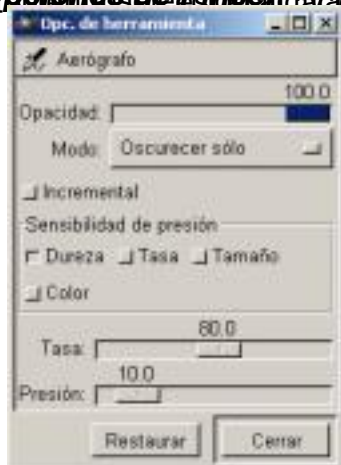 Opc. de herramienta
Aerógrafo
100.0
Opacidad:
Modo: Oscurecer sólo
Incremental
Sensibilidad de presión
Dureza Tasa Tamaño
Color
80.0
Tasa:
10.0
Presión:
Restaurar Cerrar